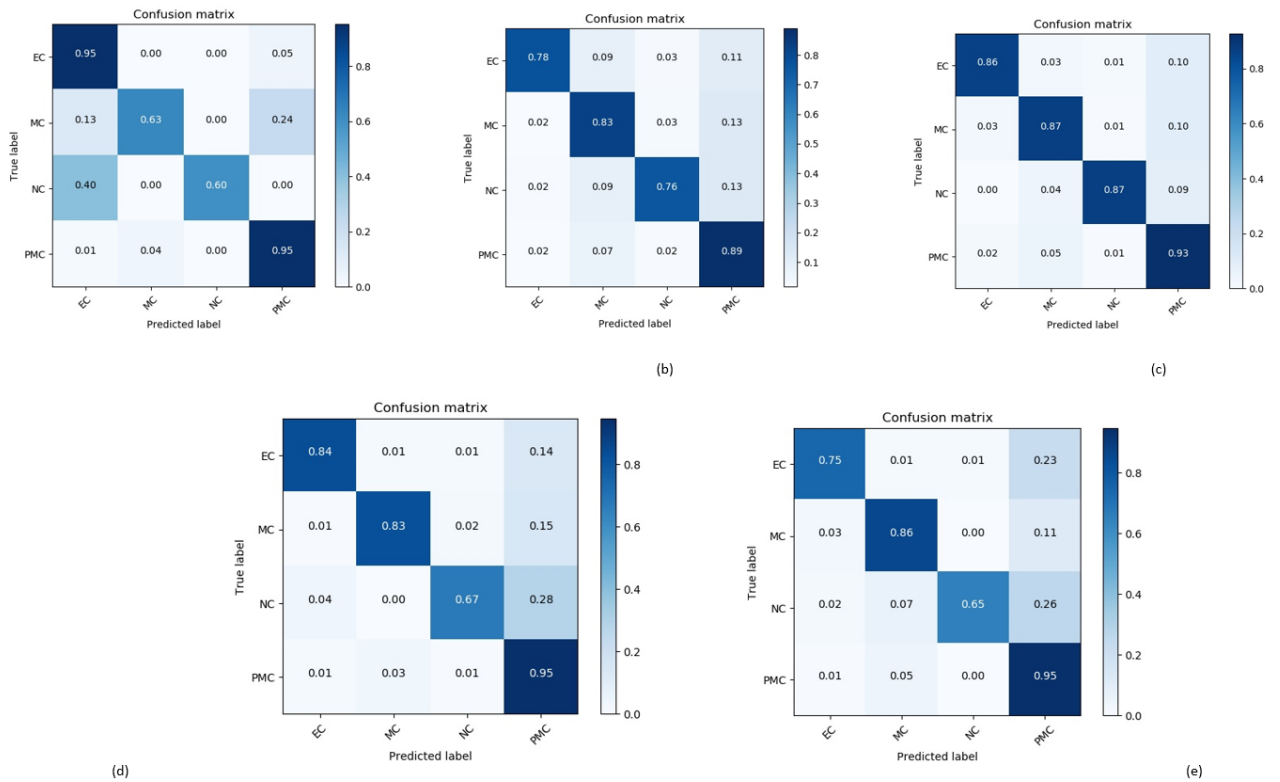 Confusion matrix
EC 0.95 0.00 0.00 0.05
MC 0.13 0.63 0.00 0.24
NC 0.40 0.00 0.60 0.00
PMC 0.01 0.04 0.00 0.95
True label
EC MC NC PMC
Predicted label
0.8
0.6
0.4
0.2
0.0
Confusion matrix
EC 0.78 0.09 0.03 0.11
MC 0.02 0.83 0.03 0.13
NC 0.02 0.09 0.76 0.13
PMC 0.02 0.07 0.02 0.89
True label
EC MC NC PMC
Predicted label
0.8
0.7
0.6
0.5
0.4
0.3
0.2
0.1
(b)
Confusion matrix
EC 0.86 0.03 0.01 0.10
MC 0.03 0.87 0.01 0.10
NC 0.00 0.04 0.87 0.09
PMC 0.02 0.05 0.01 0.93
True label
EC MC NC PMC
Predicted label
0.8
0.6
0.4
0.2
0.0
(c)
Confusion matrix
EC 0.84 0.01 0.01 0.14
MC 0.01 0.83 0.02 0.15
NC 0.04 0.00 0.67 0.28
PMC 0.01 0.03 0.01 0.95
True label
EC MC NC PMC
Predicted label
0.8
0.6
0.4
0.2
0.0
(d)
Confusion matrix
EC 0.75 0.01 0.01 0.23
MC 0.03 0.86 0.00 0.11
NC 0.02 0.07 0.65 0.26
PMC 0.01 0.05 0.00 0.95
True label
EC MC NC PMC
Predicted label
0.8
0.6
0.4
0.2
0.0
(e)